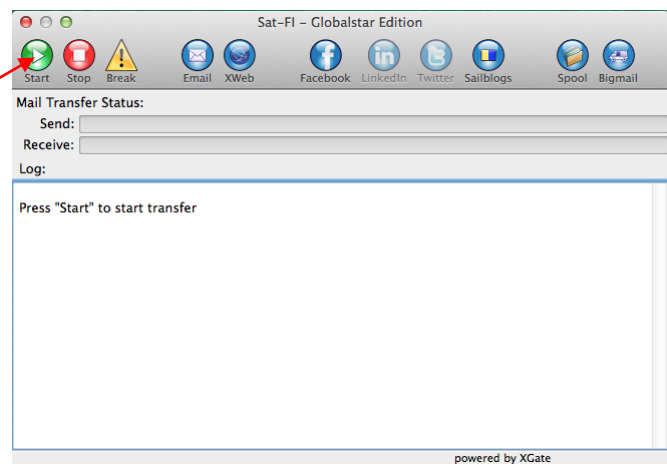 Sat-FI – Globalstar Edition
Start Stop Break Email XWeb Facebook LinkedIn Twitter Sailblogs Spool Bigmail
Mail Transfer Status:
Send:
Receive:
Log:
Press "Start" to start transfer
powered by XGate